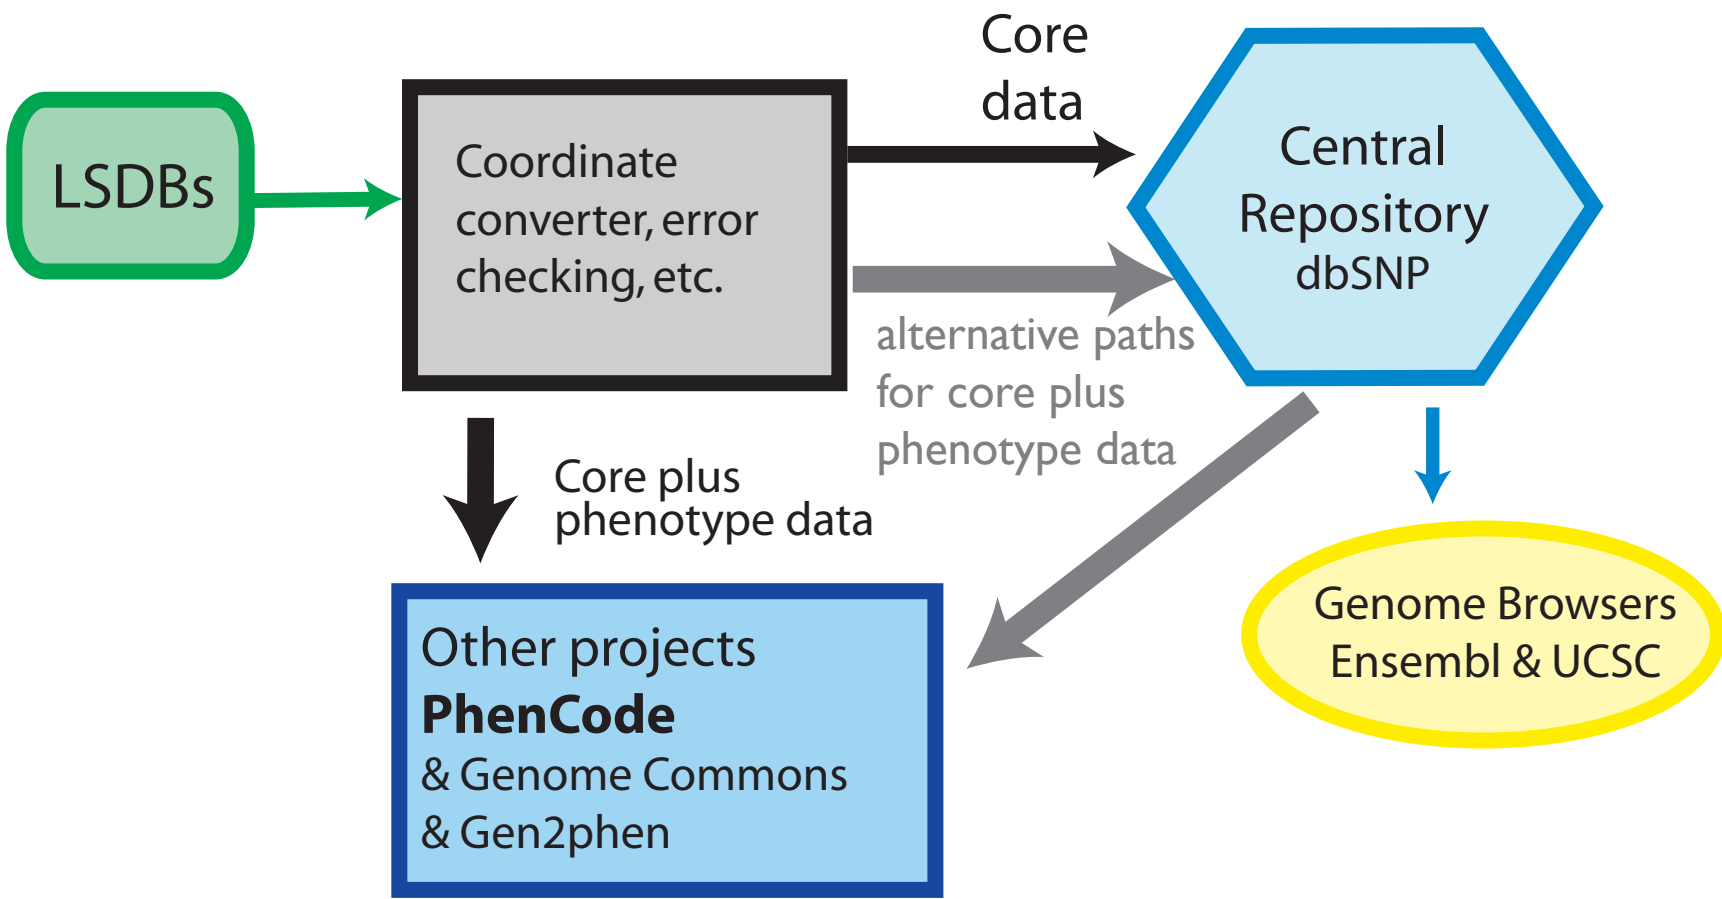 LSDBs
Coordinate
converter, error
checking, etc.
Core
data
Central
Repository
dbSNP
alternative paths
for core plus
phenotype data
Core plus
phenotype data
Other projects
PhenCode
& Genome Commons
& Gen2phen
Genome Browsers
Ensembl & UCSC